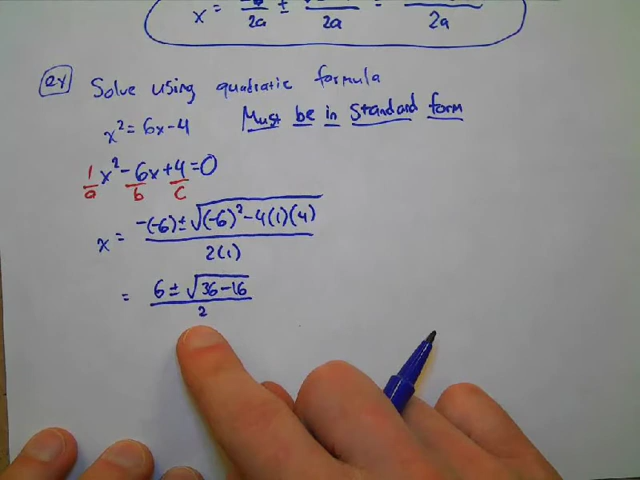 x = ± =
2a 2a 2a
ex Solve using quadratic formula
x² = 6x - 4 Must be in Standard form
1x² - 6x + 4 = 0
a b c
x = -(-6) ± √(-6)² - 4(1)(4)
2(1)
= 6 ± √36 - 16
2